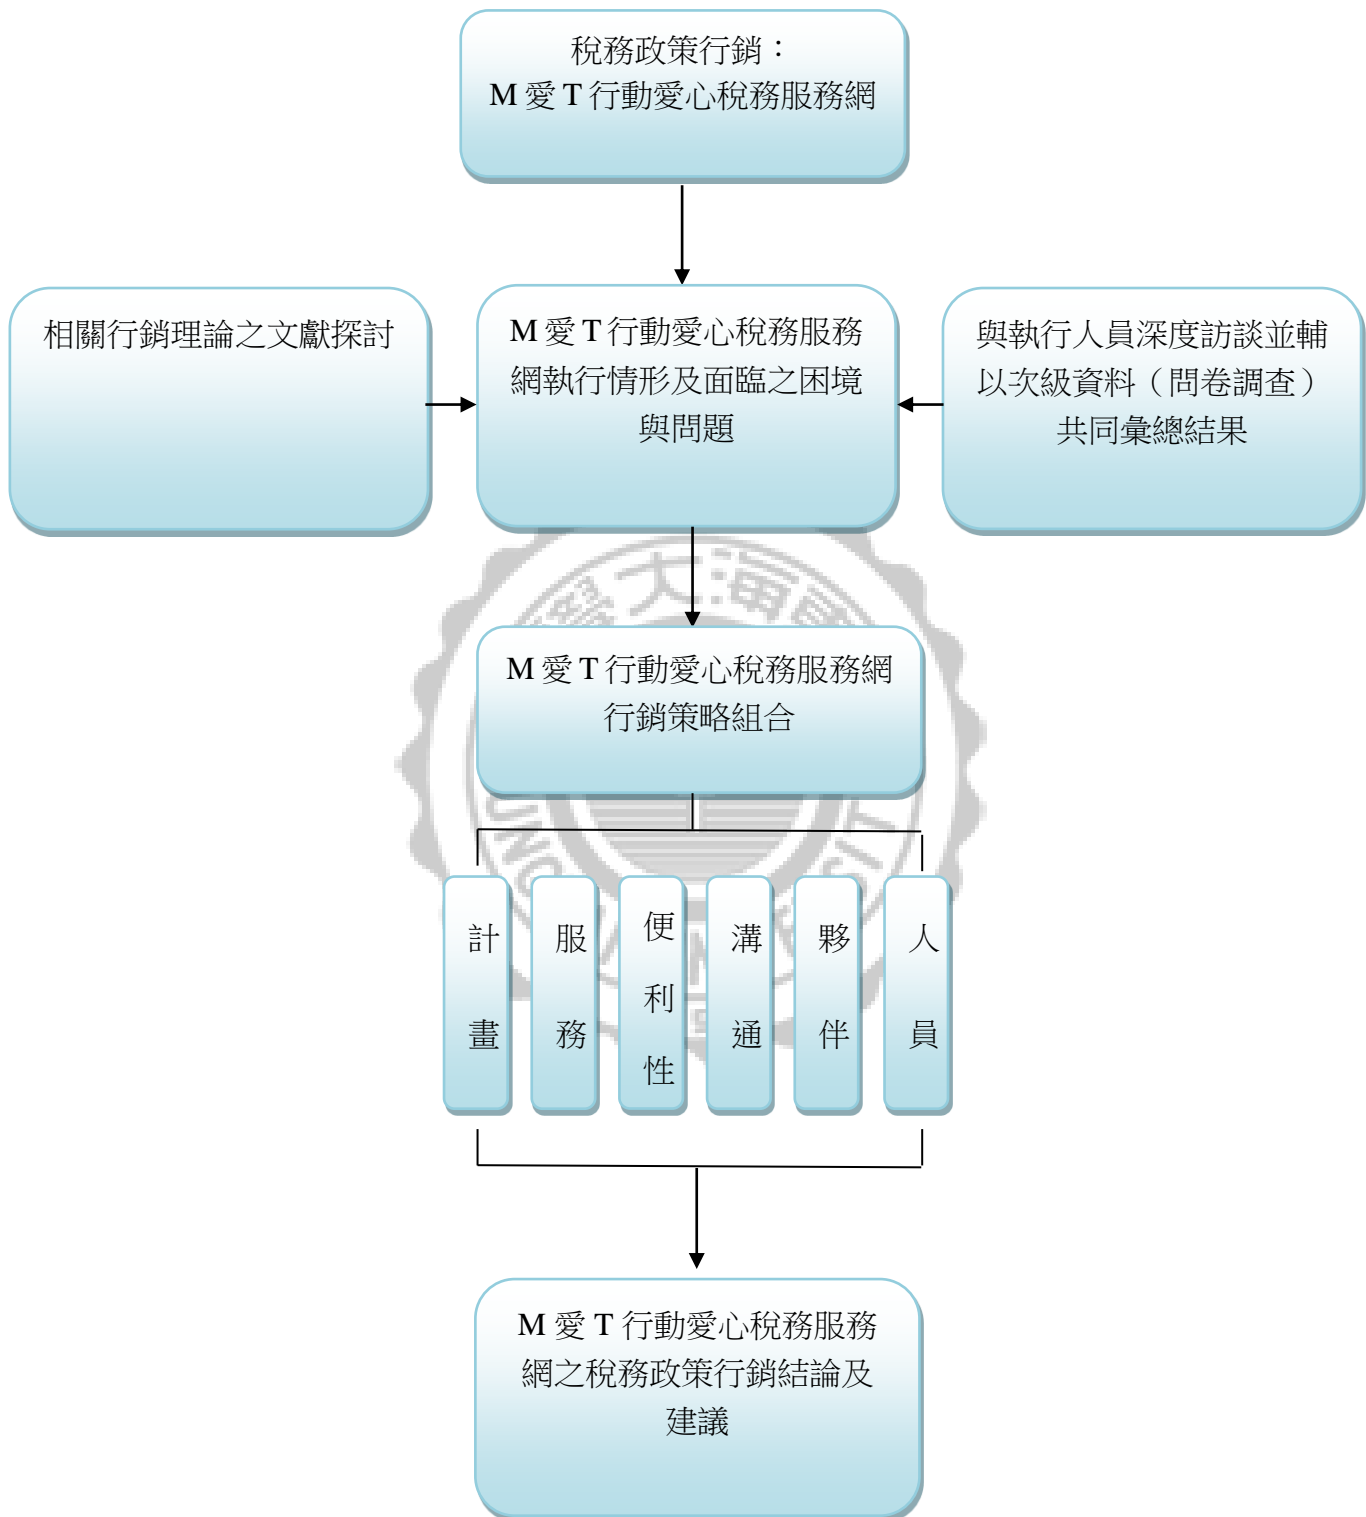 稅務政策行銷：
M 愛 T 行動愛心稅務服務網
相關行銷理論之文獻探討
M 愛 T 行動愛心稅務服務
網執行情形及面臨之困境
與問題
與執行人員深度訪談並輔
以次級資料（問卷調查）
共同彙總結果
M 愛 T 行動愛心稅務服務網
行銷策略組合
計畫
服務
便利性
溝通
夥伴
人員
M 愛 T 行動愛心稅務服務
網之稅務政策行銷結論及
建議